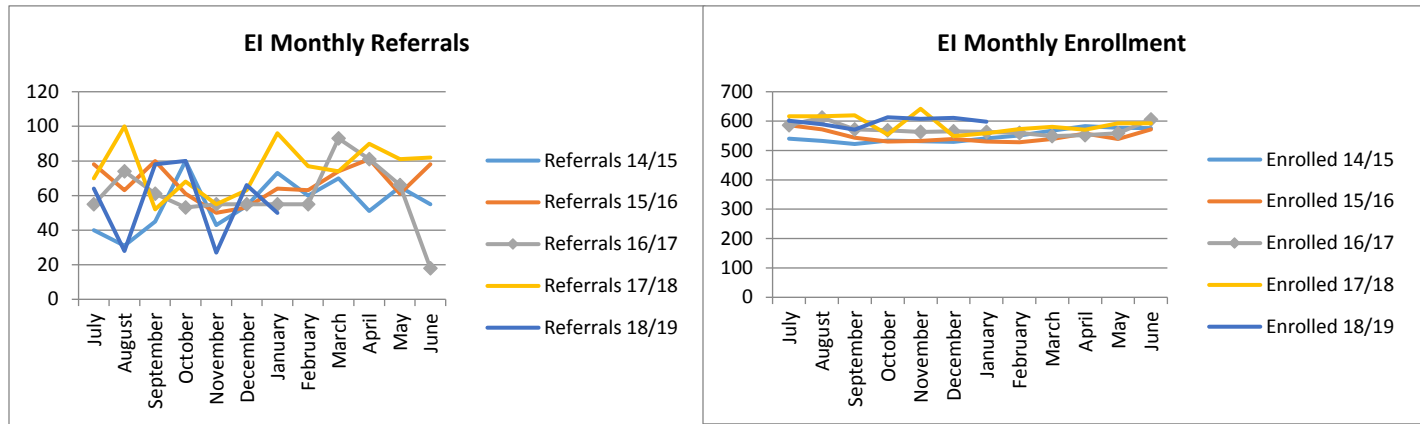 EI Monthly Referrals
120
100
80
60
40
20
0
July
August
September
October
November
December
January
February
March
April
May
June
Referrals 14/15
Referrals 15/16
Referrals 16/17
Referrals 17/18
Referrals 18/19
EI Monthly Enrollment
700
600
500
400
300
200
100
0
July
August
September
October
November
December
January
February
March
April
May
June
Enrolled 14/15
Enrolled 15/16
Enrolled 16/17
Enrolled 17/18
Enrolled 18/19